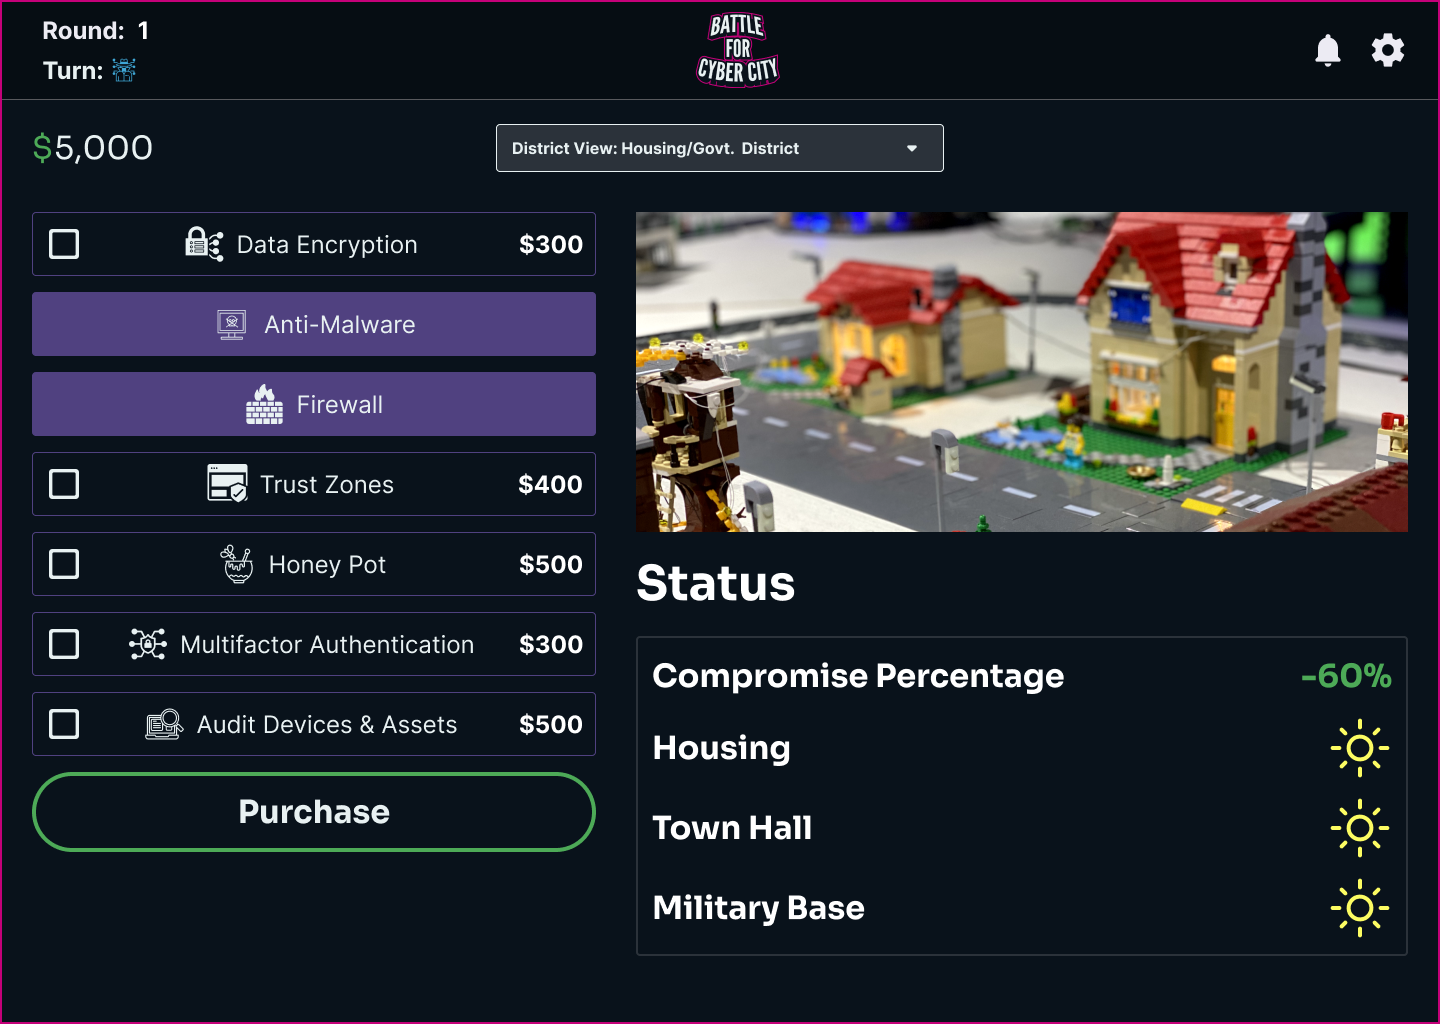 Round: 1
Turn:
BATTLE
FOR
CYBER CITY
$5,000
District View: Housing/Govt. District
Data Encryption $300
Anti-Malware
Firewall
Trust Zones $400
Honey Pot $500
Multifactor Authentication $300
Audit Devices & Assets $500
Purchase
Status
Compromise Percentage -60%
Housing
Town Hall
Military Base